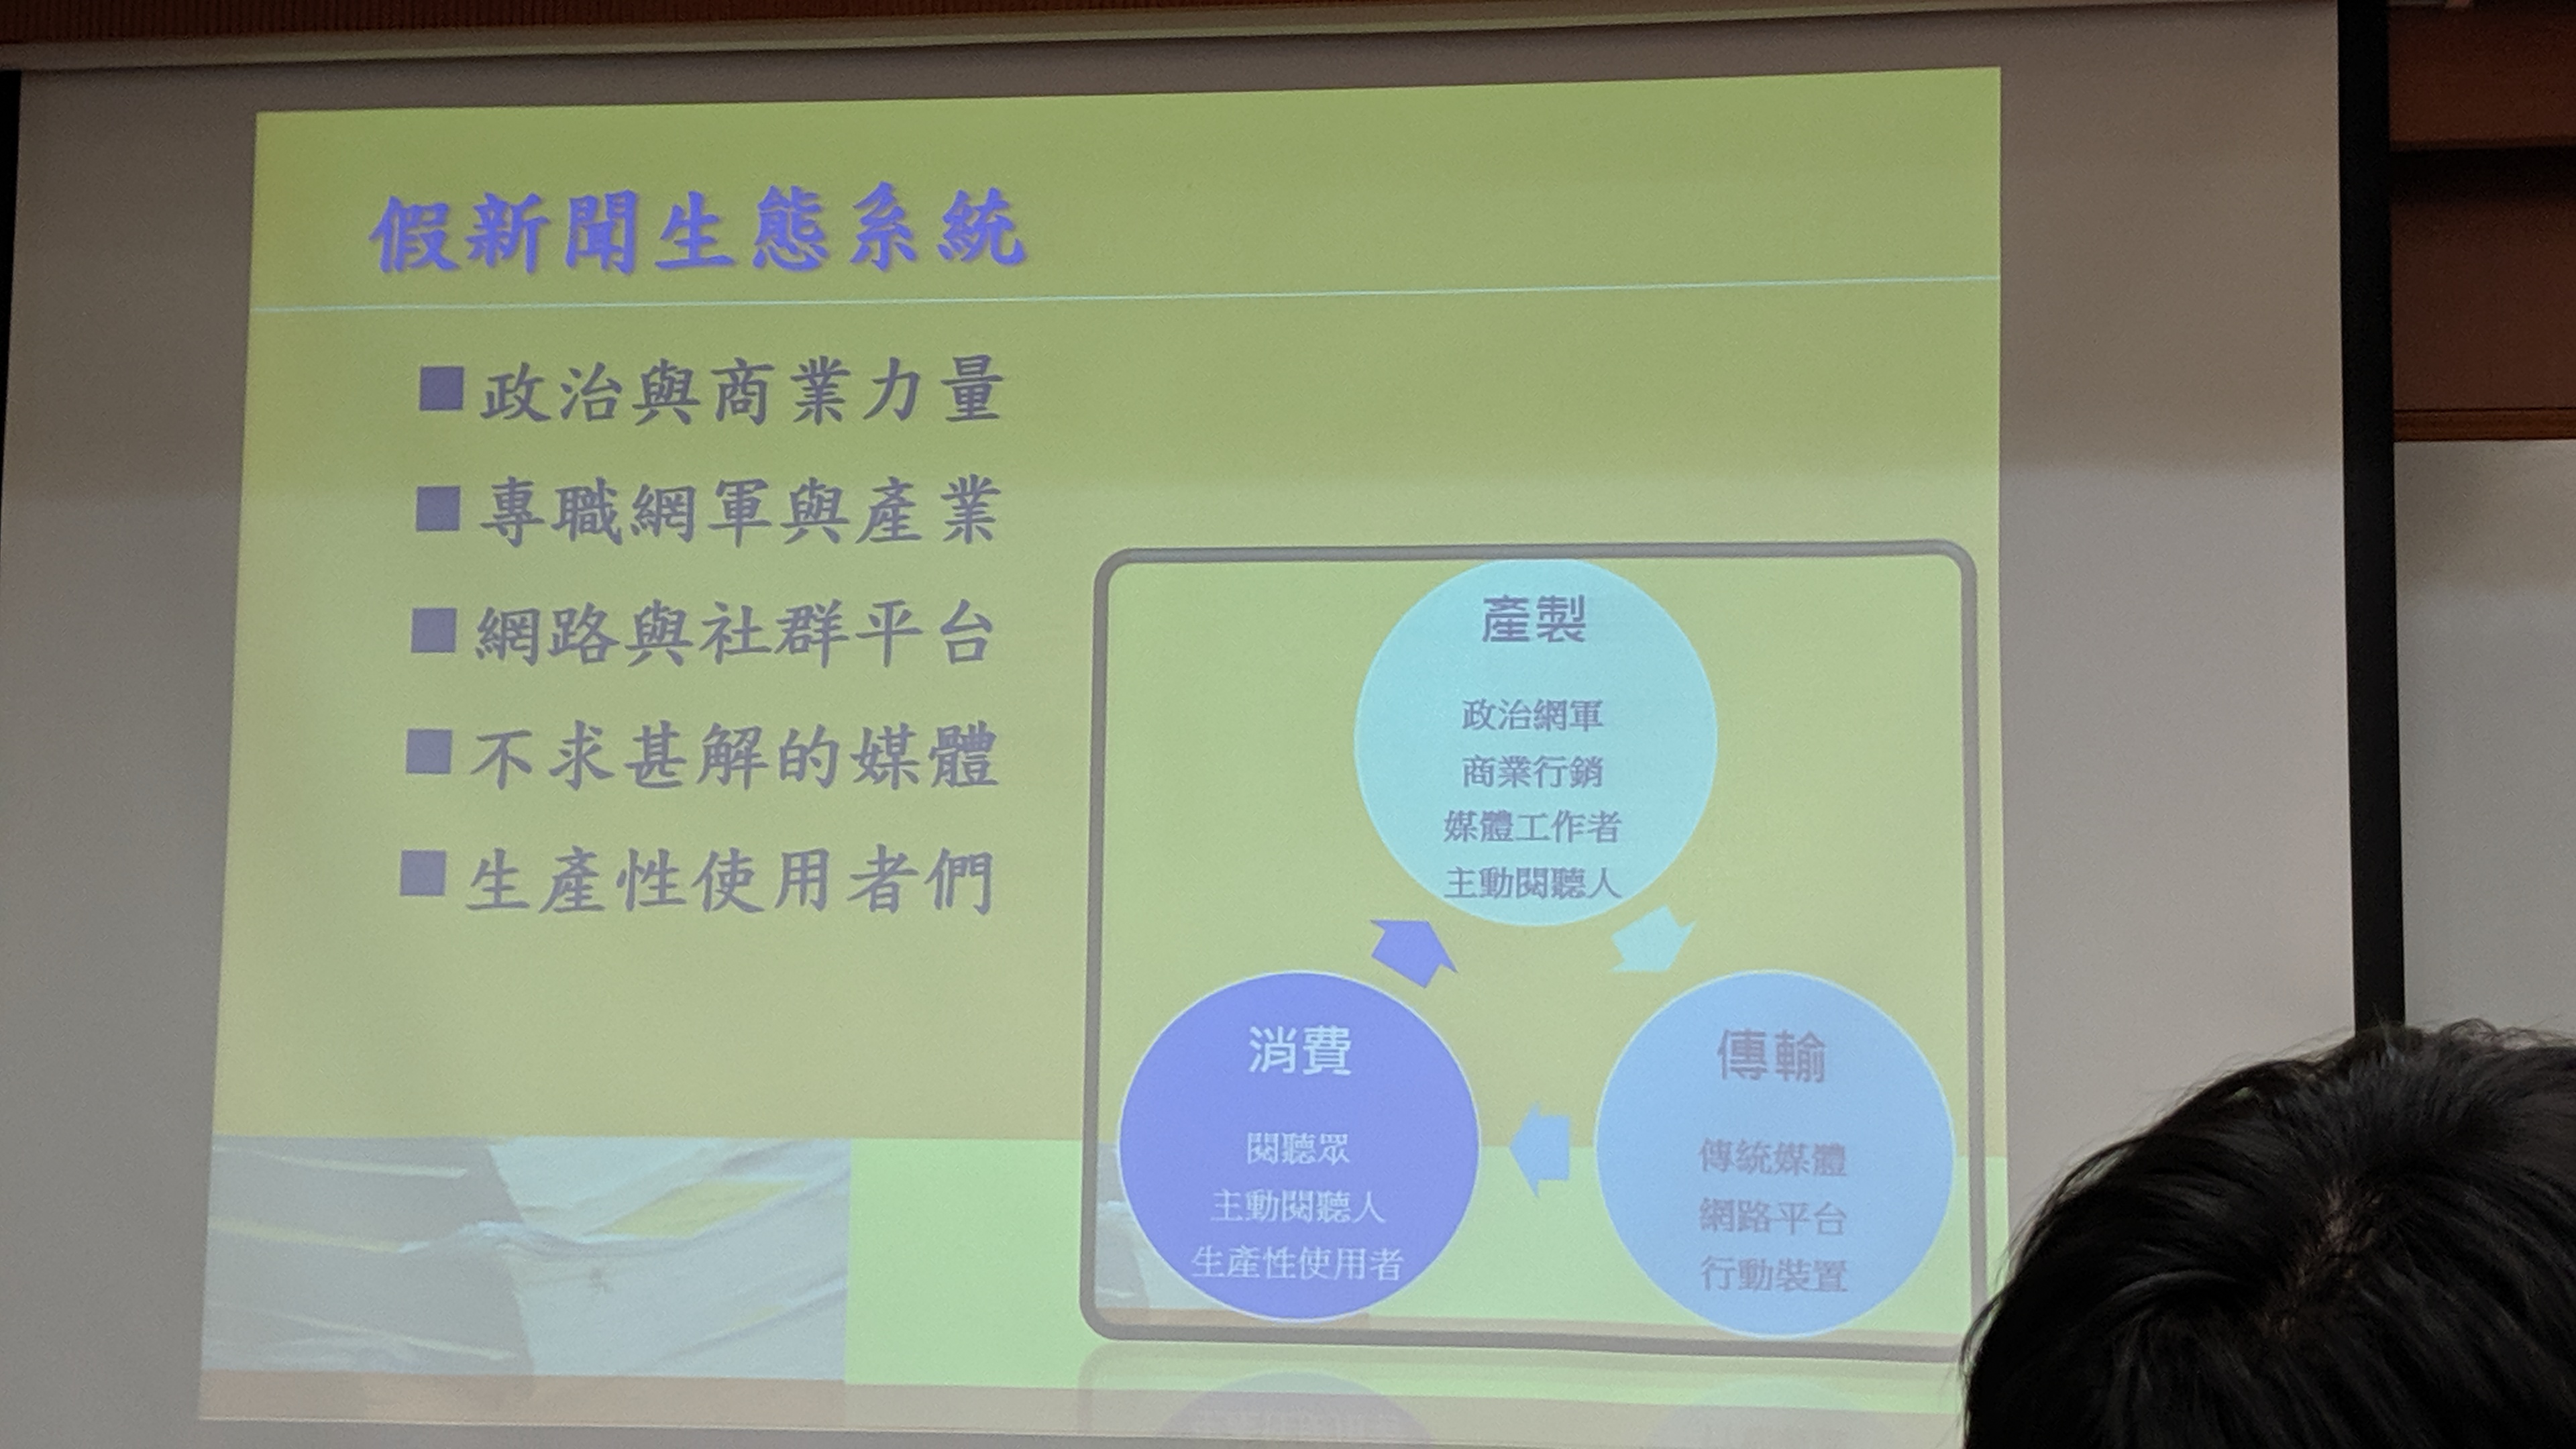 假新聞生態系統
政治與商業力量
專職網軍與產業
網路與社群平台
不求甚解的媒體
生產性使用者們
產製
政治網軍
商業行銷
媒體工作者
主動閱聽人
消費
閱聽眾
主動閱聽人
生產性使用者
傳輸
傳統媒體
網路平台
行動裝置